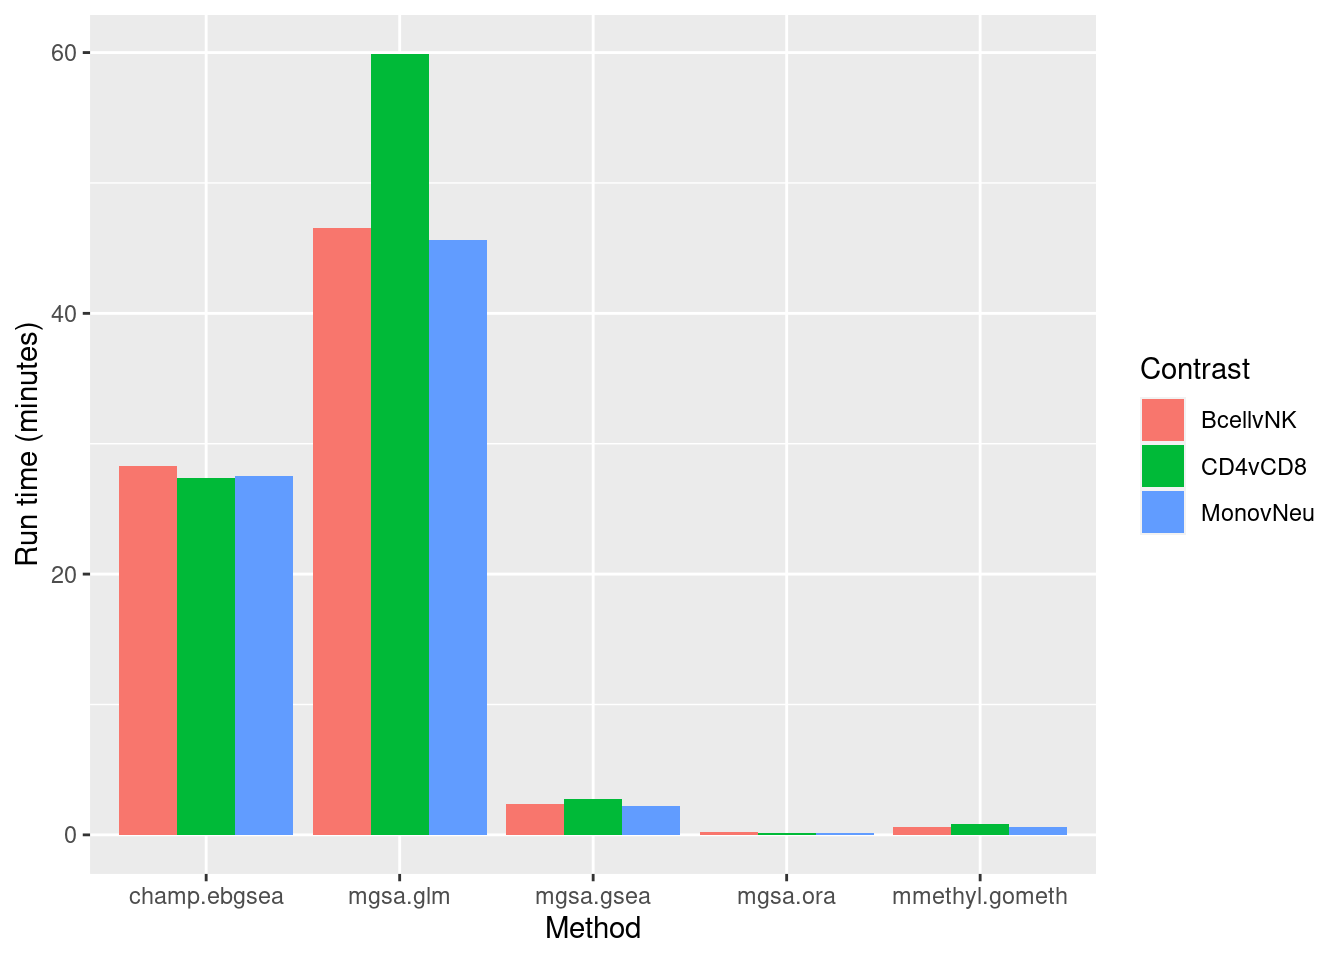 60
40
20
0
Run time (minutes)
champ.ebgsea mgsa.glm mgsa.gsea mgsa.ora mmethyl.gometh
Method
Contrast
BcellvNK
CD4vCD8
MonovNeu